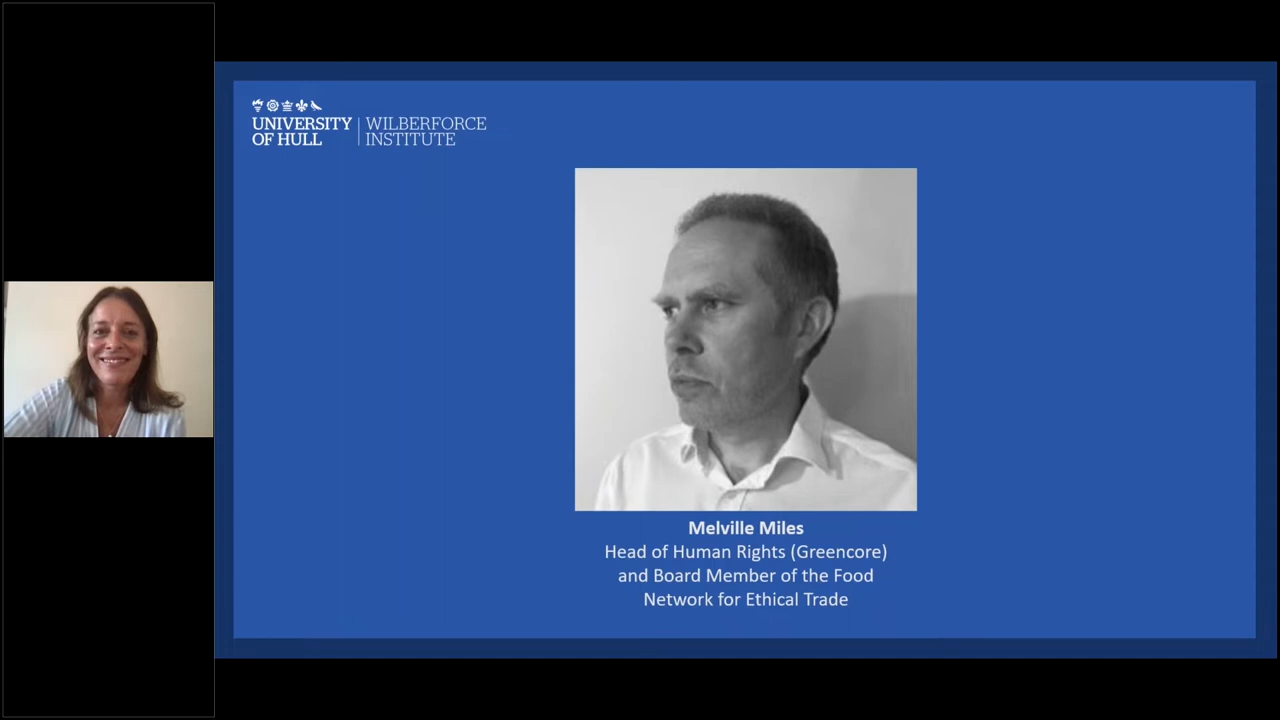 UNIVERSITY
OF HULL
WILBERFORCE
INSTITUTE
Melville Miles
Head of Human Rights (Greencore)
and Board Member of the Food
Network for Ethical Trade